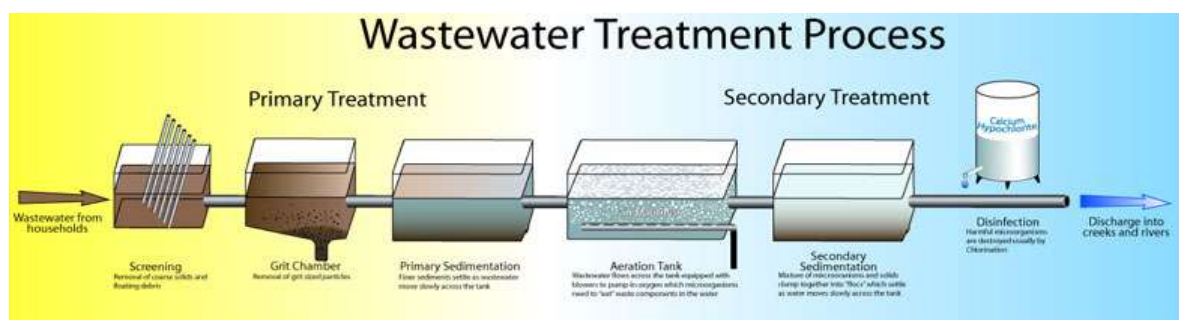 Wastewater Treatment Process
Primary Treatment
Secondary Treatment
Calcium
Hypochlorite
Wastewater from
households
Screening
Removal of coarse solids and
floating debris
Grit Chamber
Removal of grit sized particles
Primary Sedimentation
Finer sediments settle as wastewater
move slowly across the tank
Aeration Tank
Wastewater flows across the tank equipped with
blowers to pump-in oxygen which microorganisms
need to "eat" waste components in the water
Secondary
Sedimentation
Mixture of microorganisms and solids
clump together into "flocs" which settle
as water moves slowly across the tank
Disinfection
Harmful microorganisms
are destroyed usually by
Chlorination
Discharge into
creeks and rivers